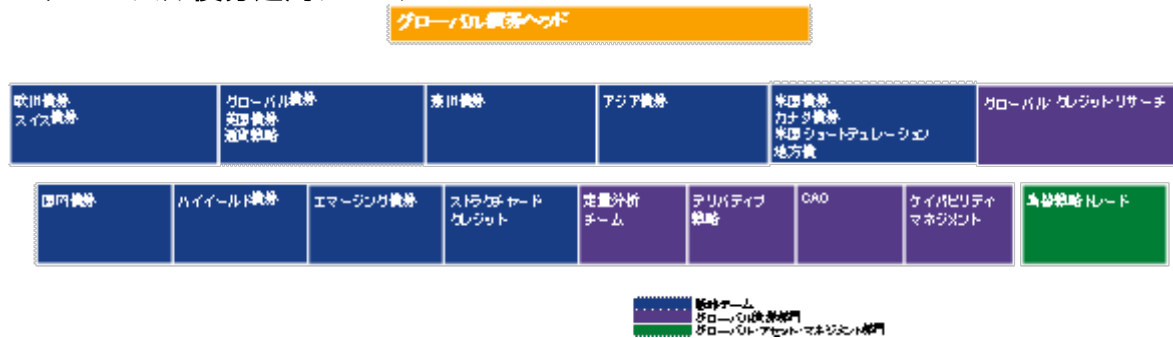 グローバル債券ヘッド
欧州債券
スイス債券
グローバル債券
英国債券
通貨戦略
豪州債券
アジア債券
米国債券
カナダ債券
米国ショートデュレーション
地方債
グローバル・クレジットリサーチ
国内債券
ハイイールド債券
エマージング債券
ストラクチャード
クレジット
定量分析
チーム
デリバティブ
戦略
CAO
ケイパビリティ
マネジメント
為替戦略トレード
債券チーム
グローバル債券部門
グローバル・アセット・マネジメント部門